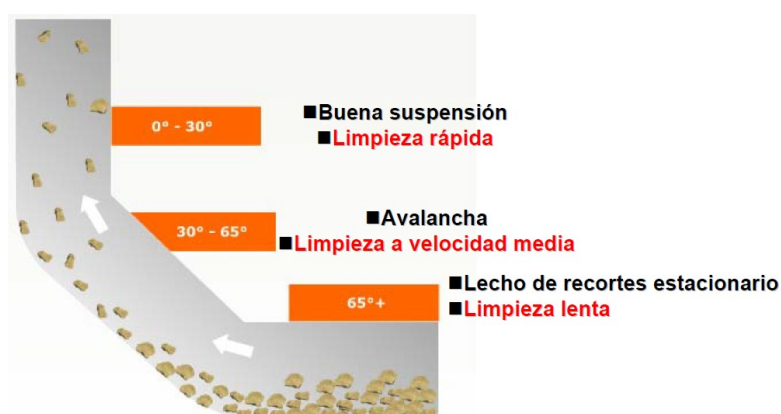 0° - 30°
■Buena suspensión
■Limpieza rápida
30° - 65°
■Avalancha
■Limpieza a velocidad media
65°+
■Lecho de recortes estacionario
■Limpieza lenta